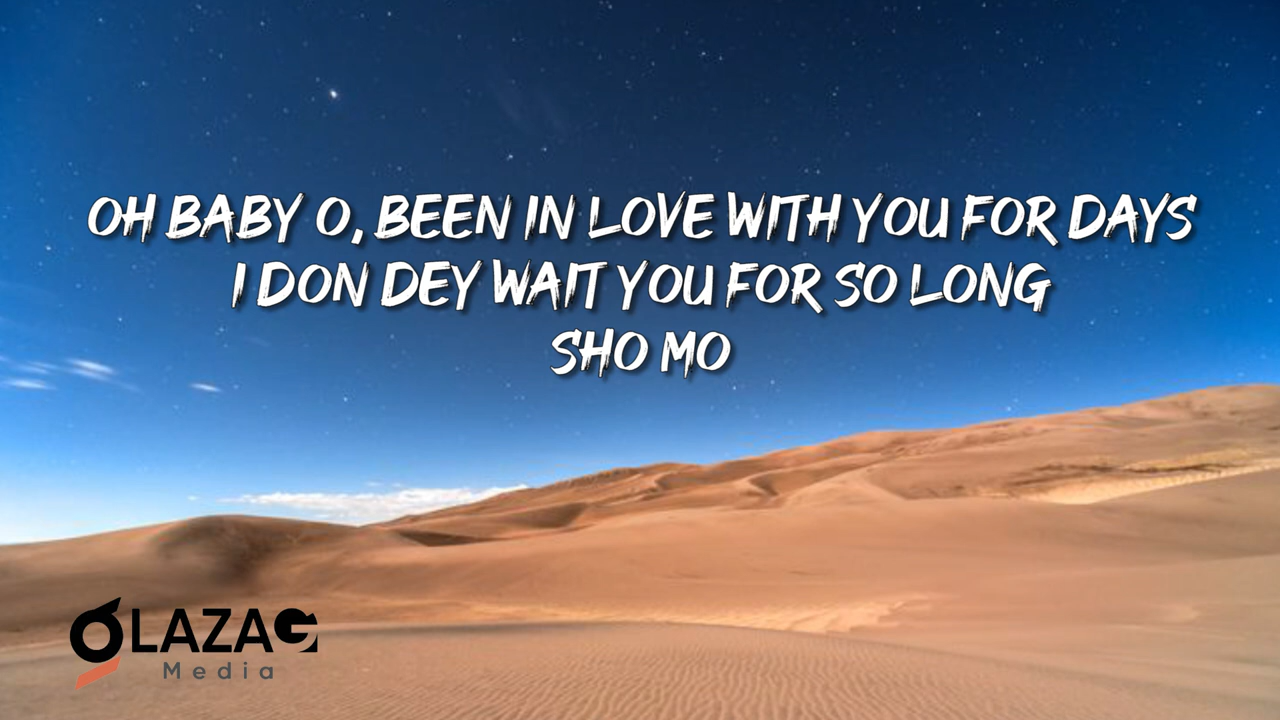 OH BABY O, BEEN IN LOVE WITH YOU FOR DAYS
I DON DEY WAIT YOU FOR SO LONG
SHO MO
OLAZAG
Media